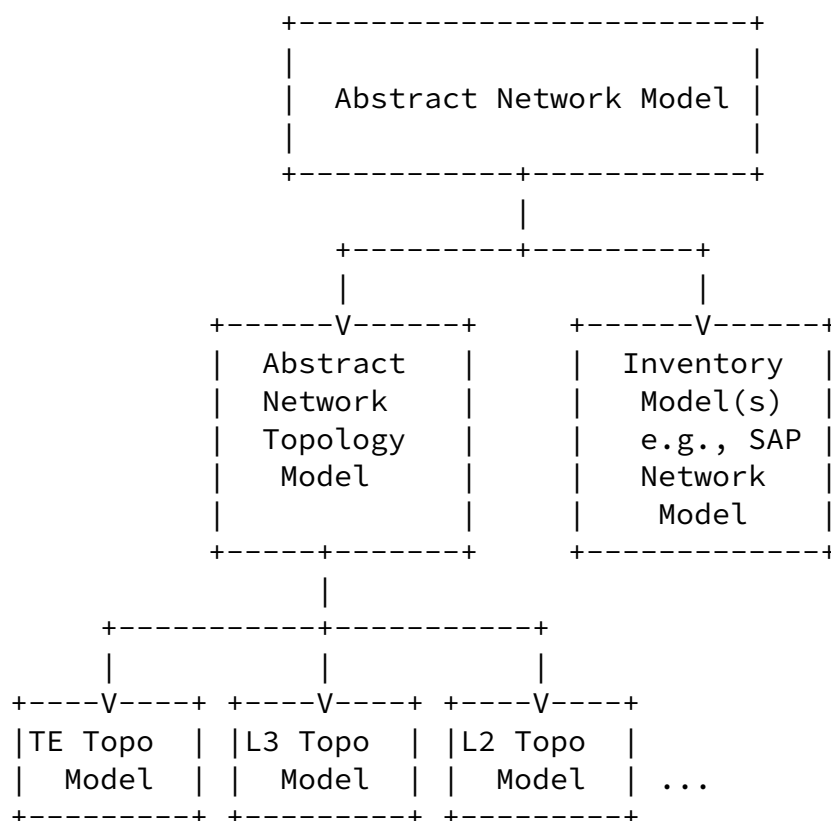 Abstract Network Model
Abstract Inventory
Network Model(s)
Topology e.g., SAP
Model Network
Model
TE Topo L3 Topo L2 Topo
Model Model Model ...